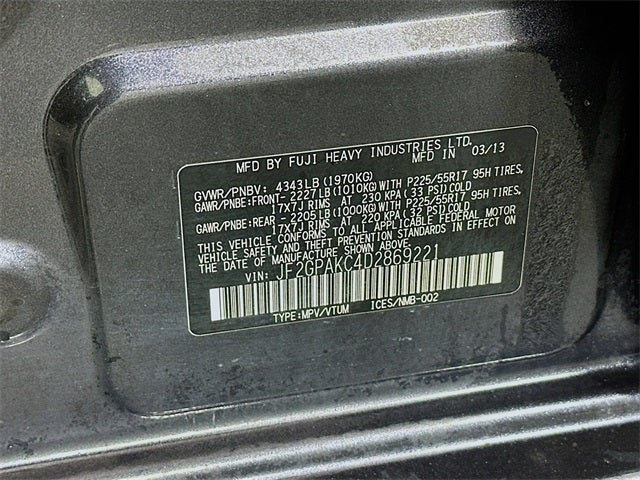 MFD BY FUJI HEAVY INDUSTRIES LTD.
MFD IN 03/13
GVWR/PNBV: 4343LB(1970KG)
GAWR/PNBE:FRONT- 2227LB(1010KG)WITH P225/55R17 95H TIRES,
17X7J RIMS AT 230 KPA(33 PSI)COLD
GAWR/PNBE:REAR - 2205LB(1000KG)WITH P225/55R17 95H TIRES,
17X7J RIMS AT 220 KPA(32 PSI)COLD
THIS VEHICLE CONFORMS TO ALL APPLICABLE FEDERAL MOTOR
VEHICLE SAFETY AND THEFT PREVENTION STANDARDS IN EFFECT ON
THE DATE OF MANUFACTURE SHOWN ABOVE.
VIN: JF2GPAKC4D2869221
TYPE:MPV/VTUM ICES/NMB-002